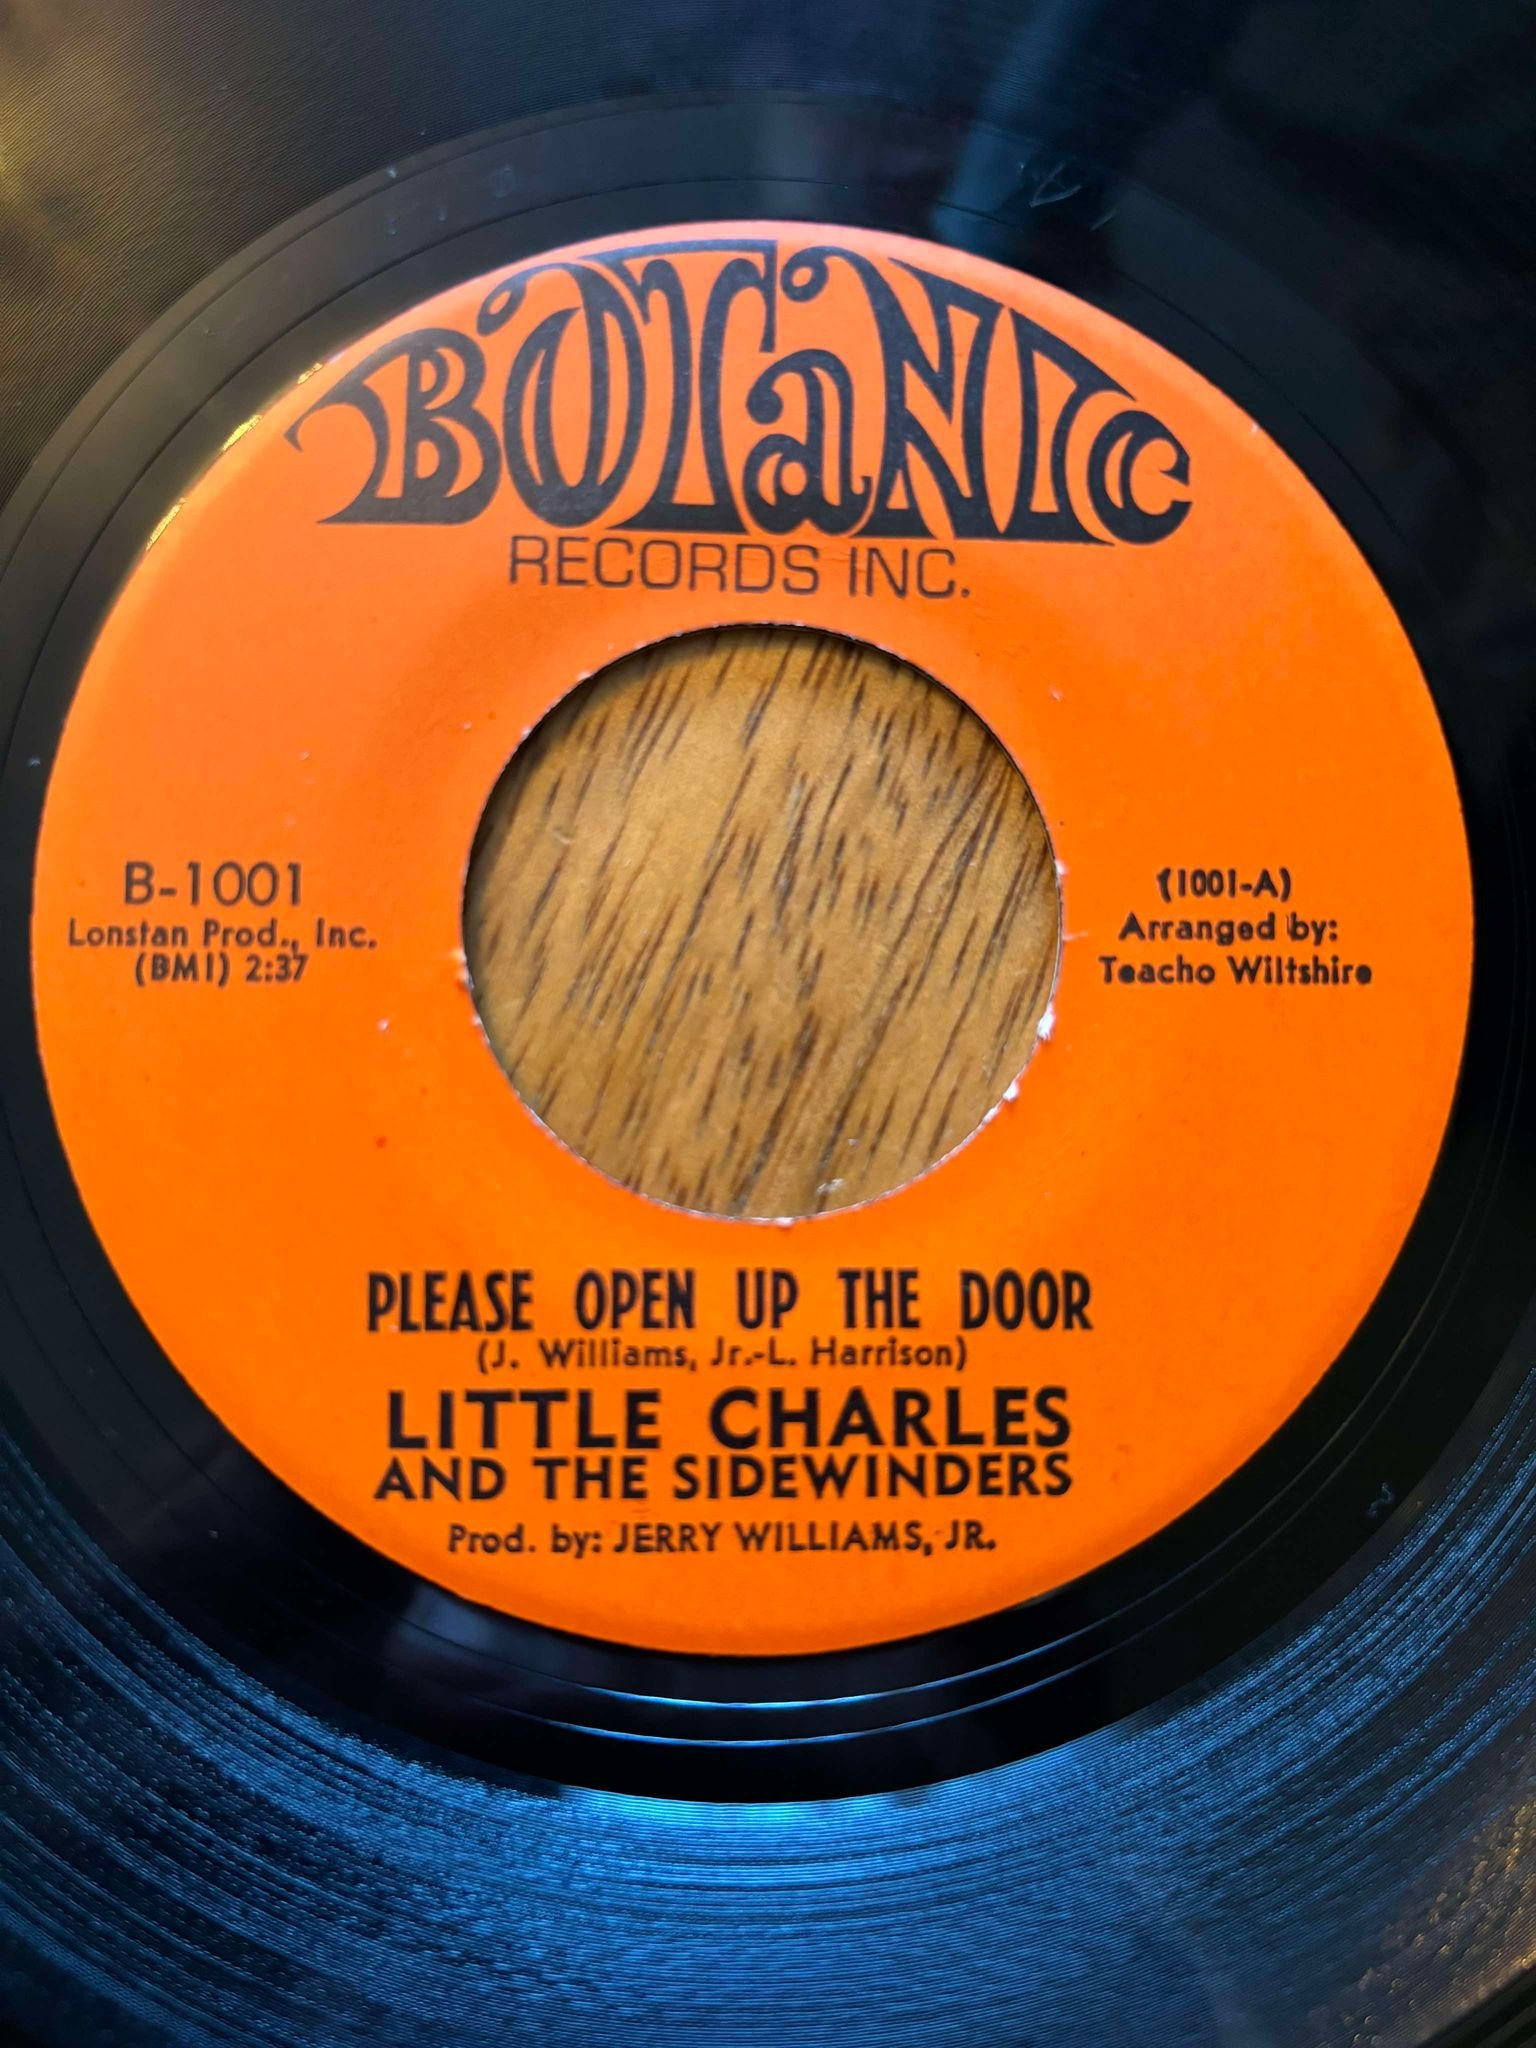 BOTANIC
RECORDS INC.
B-1001
Lonstan Prod., Inc.
(BMI) 2:37
(1001-A)
Arranged by:
Teacho Wiltshire
PLEASE OPEN UP THE DOOR
(J. Williams, Jr.-L. Harrison)
LITTLE CHARLES
AND THE SIDEWINDERS
Prod. by: JERRY WILLIAMS, JR.